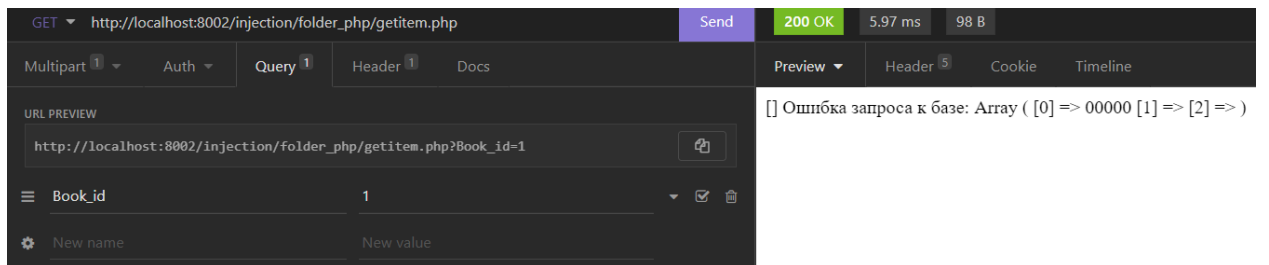 GET http://localhost:8002/injection/folder_php/getitem.php Send 200 OK 5.97 ms 98 B
Multipart 1 Auth Query 1 Header 1 Docs Preview Header 5 Cookie Timeline
[] Ошибка запроса к базе: Array ( [0] => 00000 [1] => [2] => )
URL PREVIEW
http://localhost:8002/injection/folder_php/getitem.php?Book_id=1
Book_id 1
New name New value